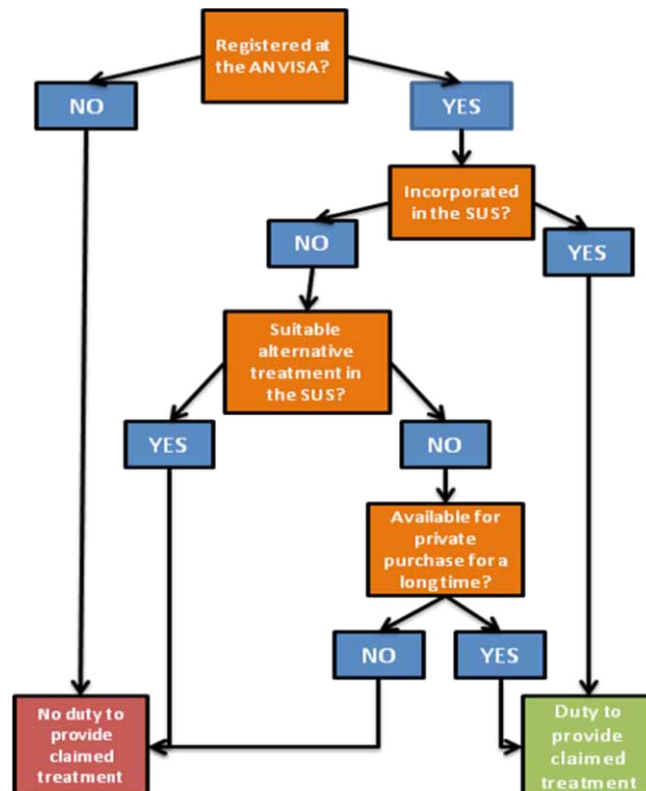 Registered at
the ANVISA?
NO
YES
Incorporated
in the SUS?
NO
YES
Suitable
alternative
treatment in
the SUS?
YES
NO
Available for
private
purchase for a
long time?
NO
YES
No duty to
provide
claimed
treatment
Duty to
provide
claimed
treatment